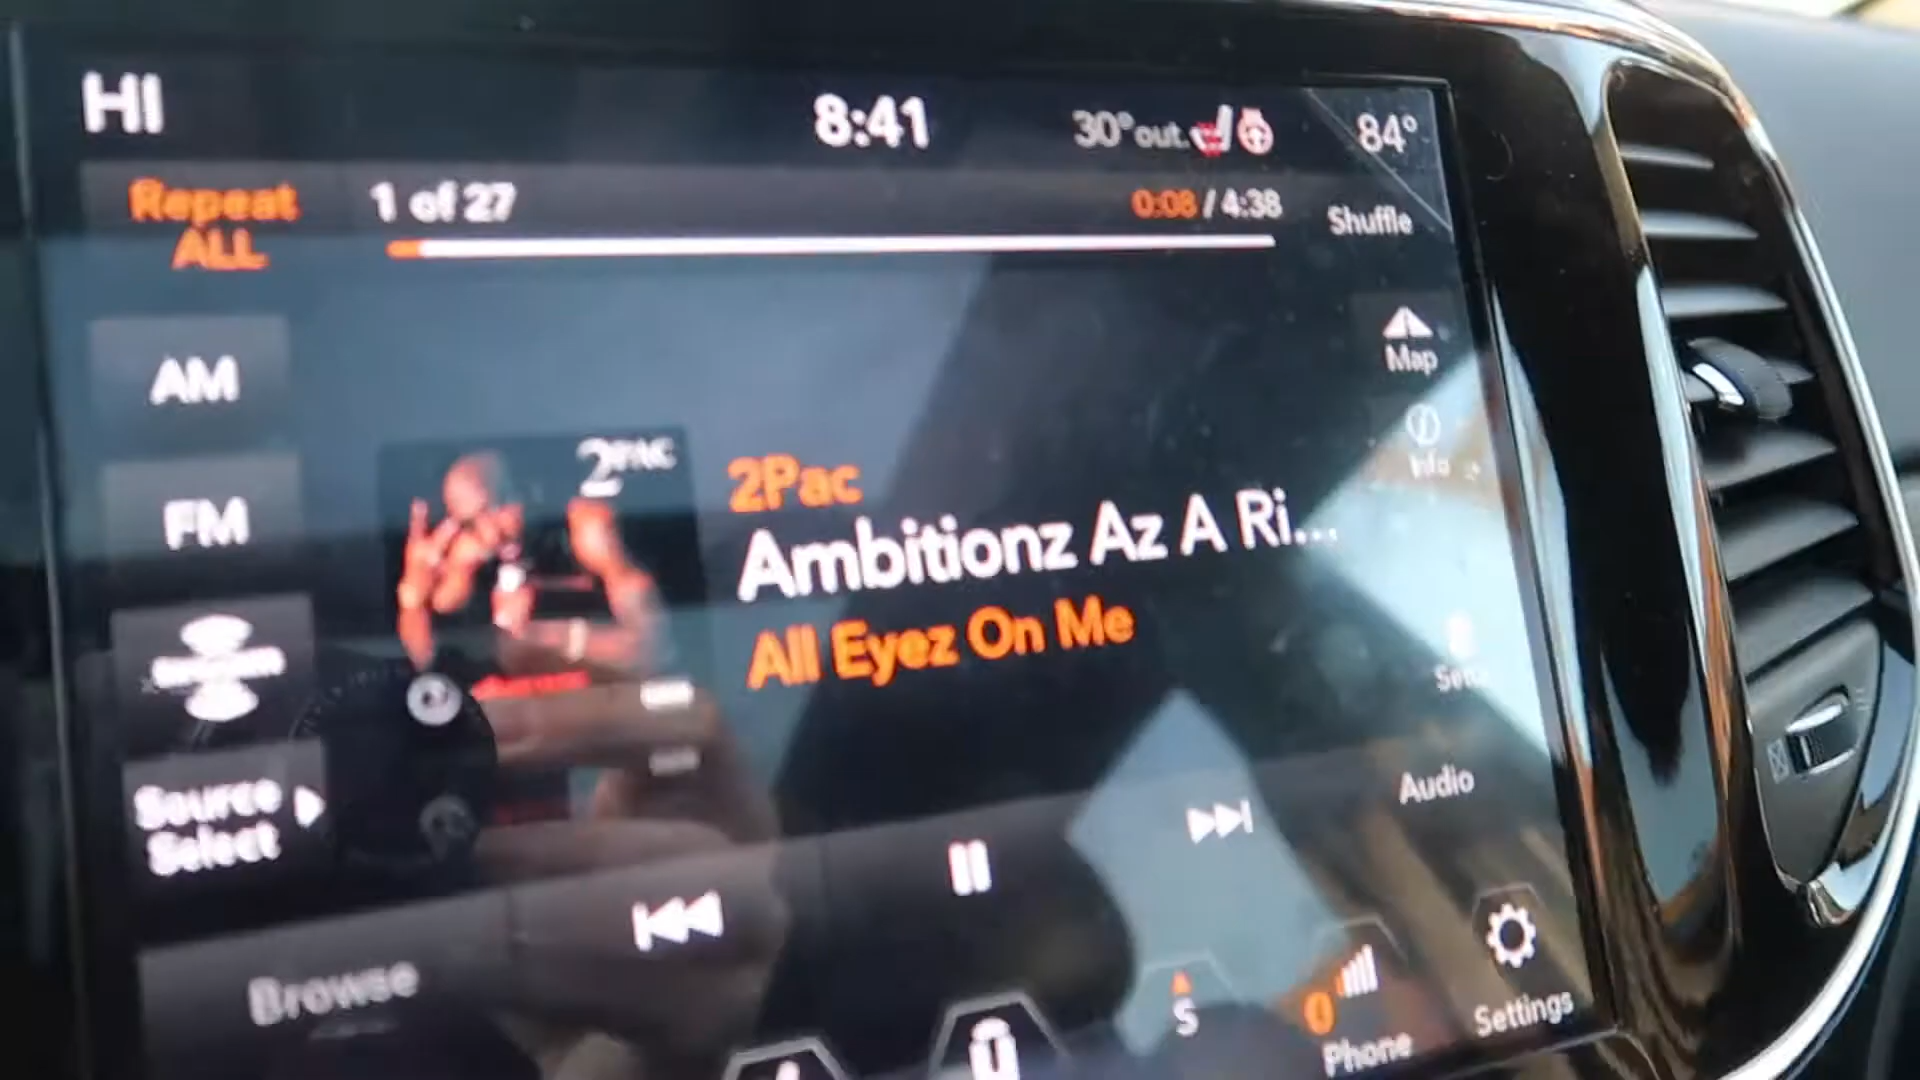 HI
8:41
30°out.
84°
Repeat
ALL
1 of 27
0:08 / 4:38
Shuffle
AM
FM
Source
Select
Browse
2PAC
2Pac
Ambitionz Az A Ri...
All Eyez On Me
Map
Info
Audio
S
Phone
Settings